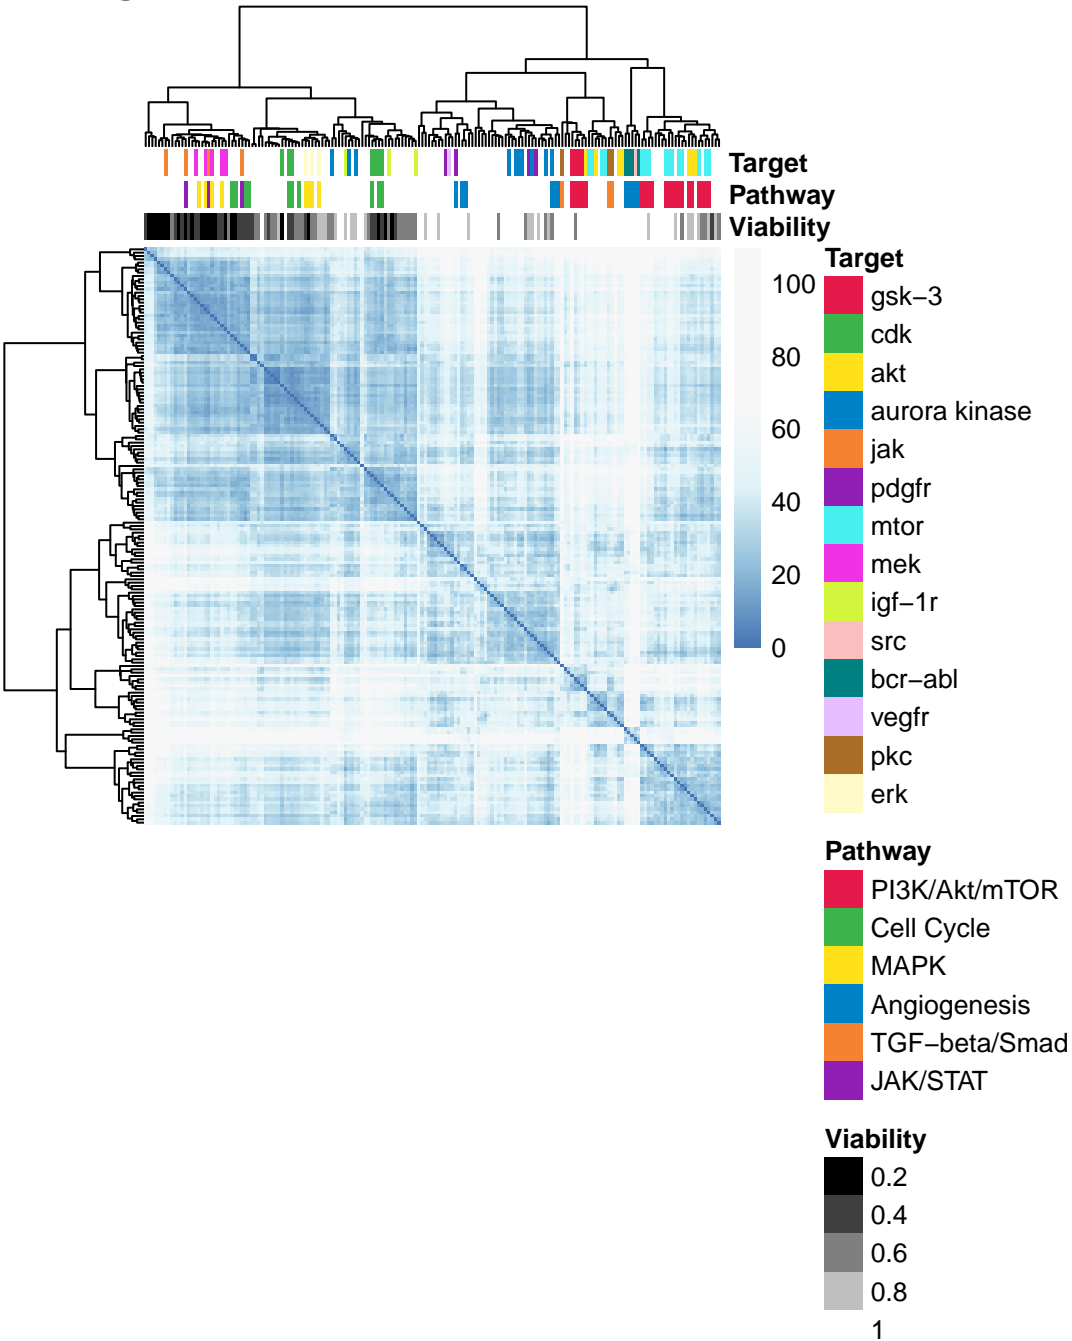 Target
Pathway
Viability
100
80
60
40
20
0
Target
gsk−3
cdk
akt
aurora kinase
jak
pdgfr
mtor
mek
igf−1r
src
bcr−abl
vegfr
pkc
erk
Pathway
PI3K/Akt/mTOR
Cell Cycle
MAPK
Angiogenesis
TGF−beta/Smad
JAK/STAT
Viability
0.2
0.4
0.6
0.8
1